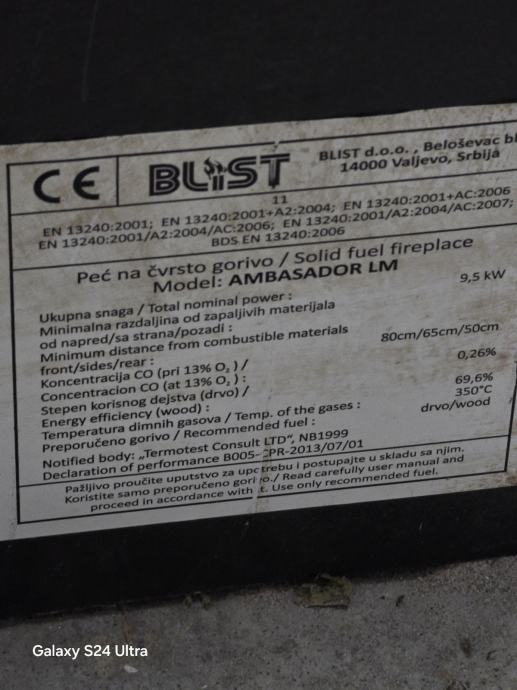 CE BLIST BLIST d.o.o. , Beloševac
14000 Valjevo, Srbija
11
EN 13240:2001; EN 13240:2001+A2:2004; EN 13240:2001+AC:2006
EN 13240:2001/A2:2004/AC:2006; EN 13240:2001/A2:2004/AC:2007;
BDS EN 13240:2006
Peć na čvrsto gorivo / Solid fuel fireplace
Model: AMBASADOR LM
Ukupna snaga / Total nominal power : 9,5 kW
Minimalna razdaljina od zapaljivih materijala
od napred/sa strana/pozadi :
Minimum distance from combustible materials
front/sides/rear : 80cm/65cm/50cm
Koncentracija CO (pri 13% O₂ ) /
Concentracion CO (at 13% O₂ ) : 0,26%
Stepen korisnog dejstva (drvo) /
Energy efficiency (wood) : 69,6%
Temperatura dimnih gasova / Temp. of the gases : 350°C
Preporučeno gorivo / Recommended fuel : drvo/wood
Notified body: „Termotest Consult LTD“, NB1999
Declaration of performance B005-CPR-2013/07/01
Pažljivo proučite uputstvo za upotrebu i postupajte u skladu sa njim.
Koristite samo preporučeno gorivo./ Read carefully user manual and
proceed in accordance with it. Use only recommended fuel.
Galaxy S24 Ultra